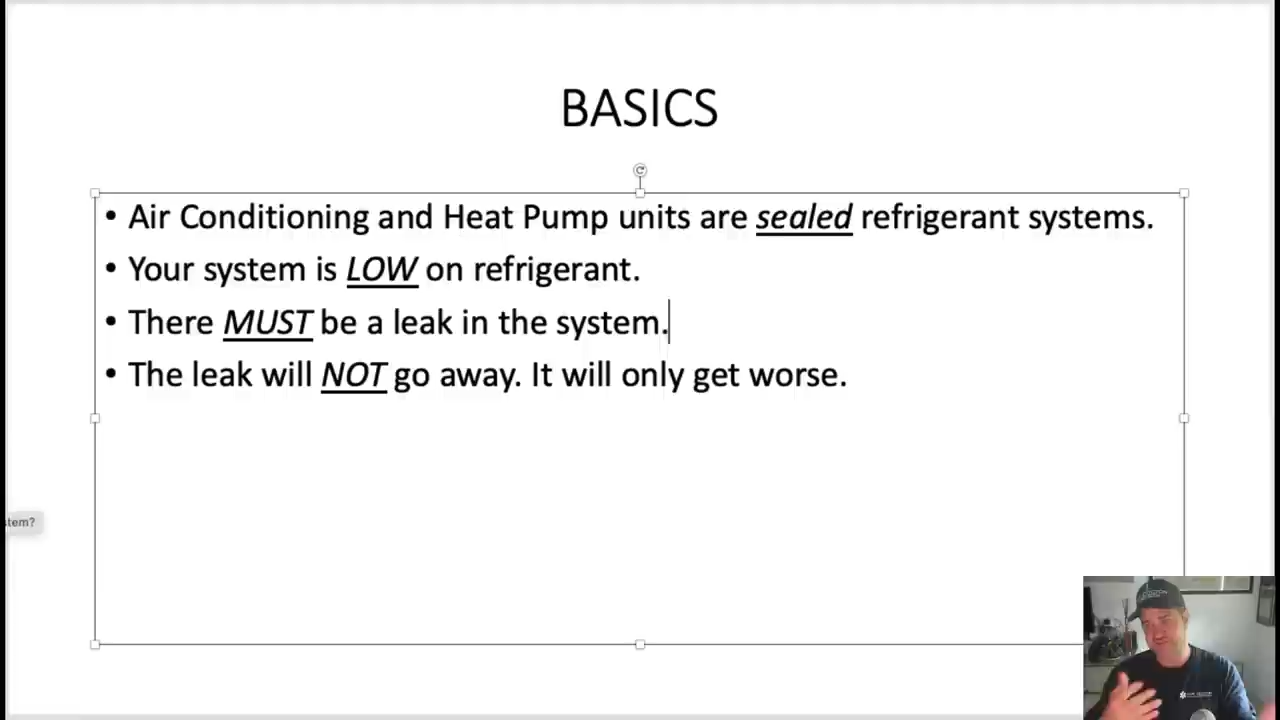 BASICS
• Air Conditioning and Heat Pump units are sealed refrigerant systems.
• Your system is LOW on refrigerant.
• There MUST be a leak in the system.
• The leak will NOT go away. It will only get worse.
stem?